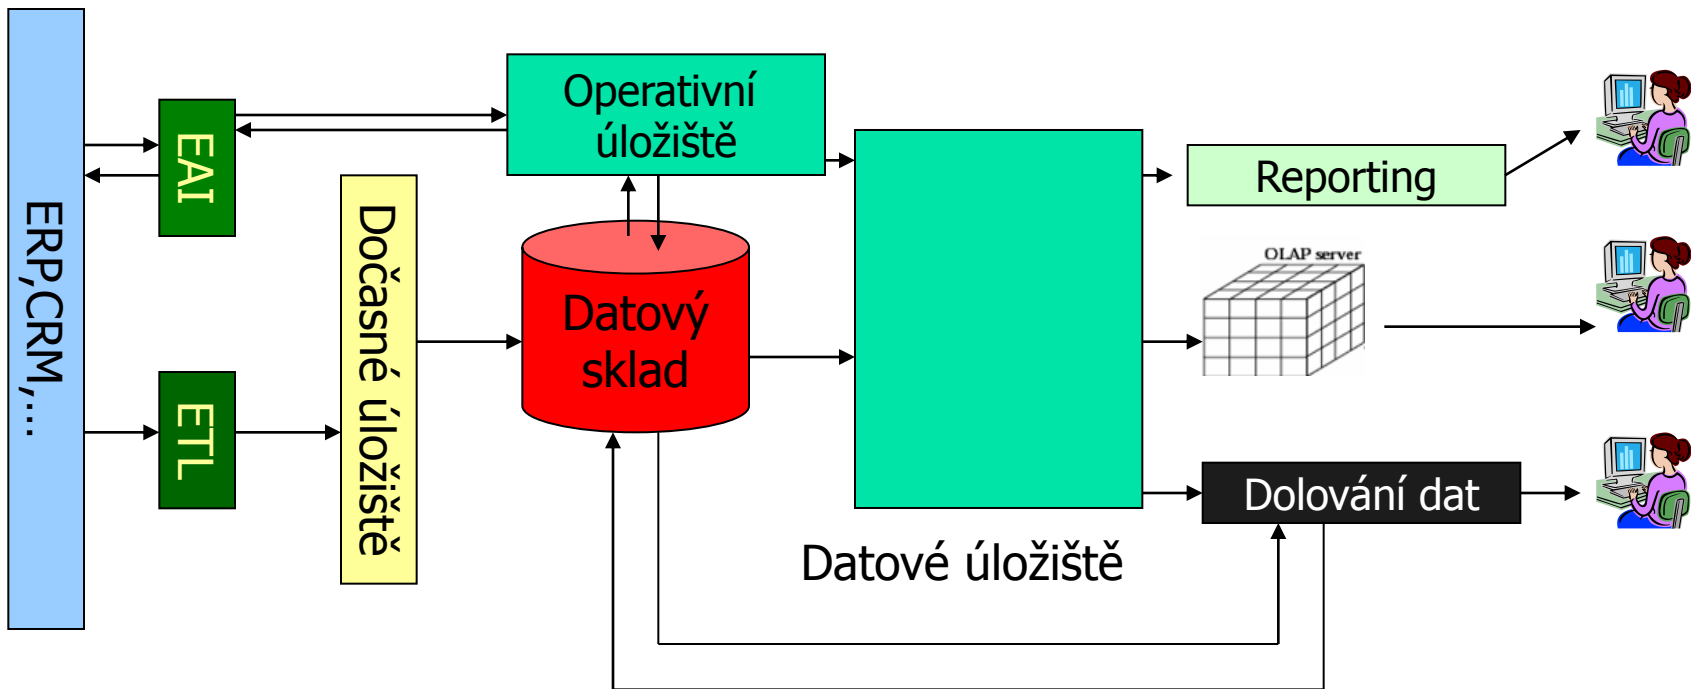 ERP,CRM,...
EAI
ETL
Dočasné úložiště
Operativní
úložiště
Datový
sklad
Datové úložiště
Reporting
OLAP server
Dolování dat